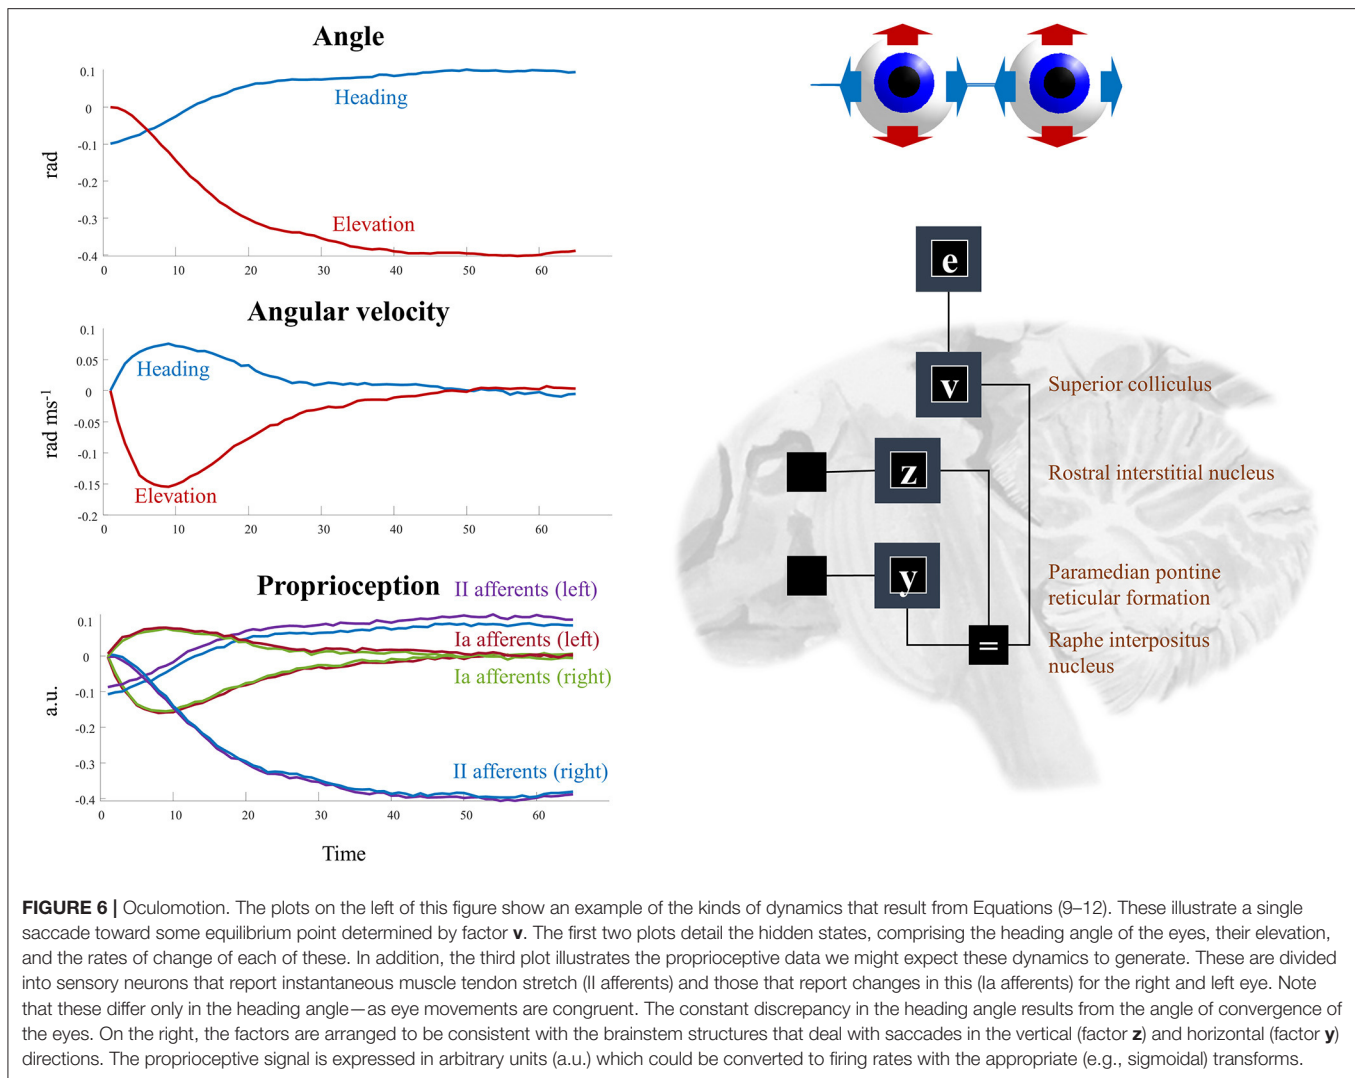 Angle
0.1
0
-0.1
-0.2
-0.3
-0.4
rad
Heading
Elevation
0 10 20 30 40 50 60
Angular velocity
0.1
0.05
0
-0.05
-0.1
-0.15
-0.2
rad ms-1
Heading
Elevation
0 10 20 30 40 50 60
Proprioception
II afferents (left)
Ia afferents (left)
Ia afferents (right)
II afferents (right)
0.1
0
-0.1
-0.2
-0.3
-0.4
a.u.
0 10 20 30 40 50 60
Time
e
v
z
y
=
Superior colliculus
Rostral interstitial nucleus
Paramedian pontine
reticular formation
Raphe interpositus
nucleus
FIGURE 6 | Oculomotion. The plots on the left of this figure show an example of the kinds of dynamics that result from Equations (9–12). These illustrate a single
saccade toward some equilibrium point determined by factor v. The first two plots detail the hidden states, comprising the heading angle of the eyes, their elevation,
and the rates of change of each of these. In addition, the third plot illustrates the proprioceptive data we might expect these dynamics to generate. These are divided
into sensory neurons that report instantaneous muscle tendon stretch (II afferents) and those that report changes in this (Ia afferents) for the right and left eye. Note
that these differ only in the heading angle—as eye movements are congruent. The constant discrepancy in the heading angle results from the angle of convergence of
the eyes. On the right, the factors are arranged to be consistent with the brainstem structures that deal with saccades in the vertical (factor z) and horizontal (factor y)
directions. The proprioceptive signal is expressed in arbitrary units (a.u.) which could be converted to firing rates with the appropriate (e.g., sigmoidal) transforms.